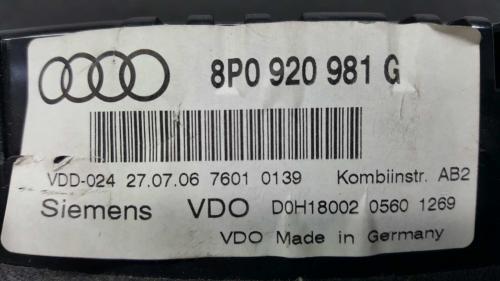 8P0 920 981 G
VDD-024 27.07.06 7601 0139 Kombiinstr. AB2
Siemens VDO D0H18002 0560 1269
VDO Made in Germany